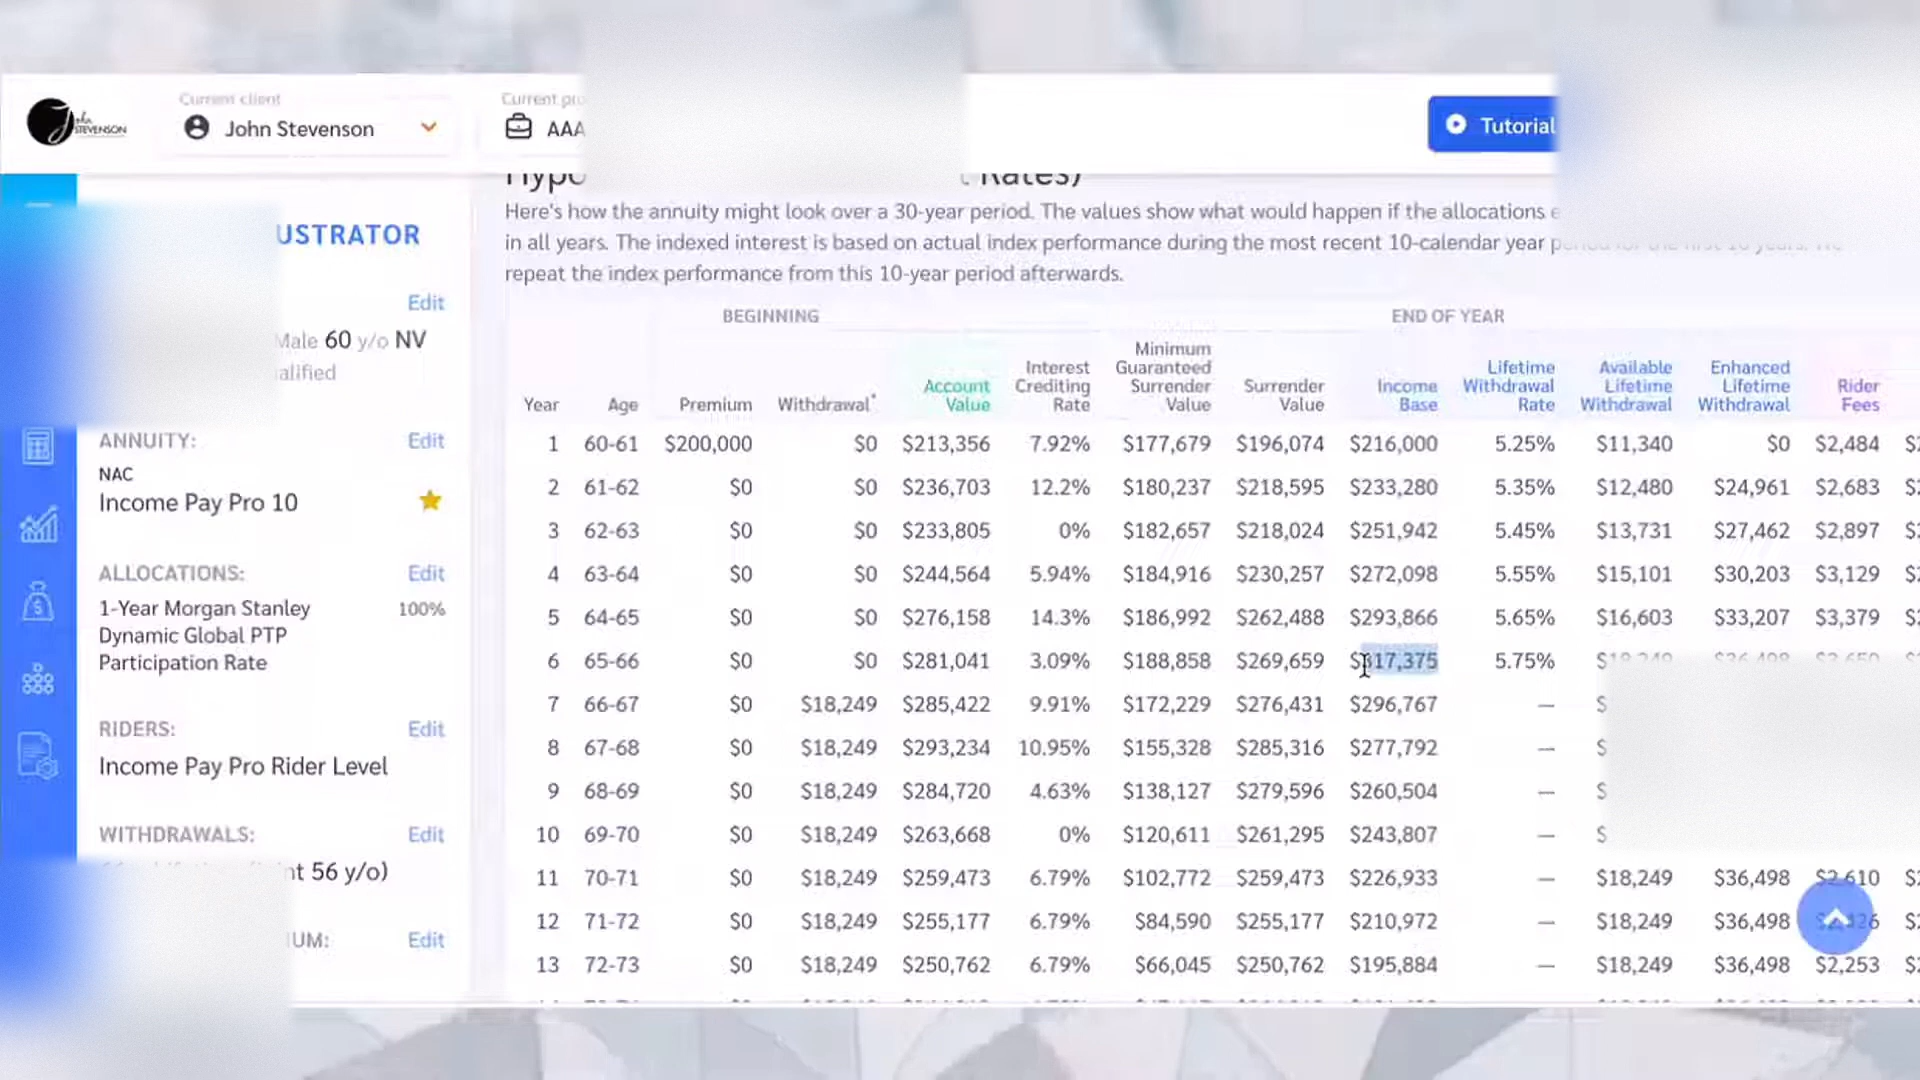 John
STEVENSON
Current client
John Stevenson
Current
AAA
Tutorial
USTRATOR
Edit
Male 60 y/o NV
alified
ANNUITY: Edit
NAC
Income Pay Pro 10
ALLOCATIONS: Edit
1-Year Morgan Stanley 100%
Dynamic Global PTP
Participation Rate
RIDERS: Edit
Income Pay Pro Rider Level
WITHDRAWALS: Edit
56 y/o)
UM: Edit
Rates)
Here's how the annuity might look over a 30-year period. The values show what would happen if the allocations
in all years. The indexed interest is based on actual index performance during the most recent 10-calendar year
repeat the index performance from this 10-year period afterwards.
BEGINNING END OF YEAR
Year Age Premium Withdrawal* Account Value Interest Crediting Rate Minimum Guaranteed Surrender Value Surrender Value Income Base Lifetime Withdrawal Rate Available Lifetime Withdrawal Enhanced Lifetime Withdrawal Rider Fees
1 60-61 $200,000 $0 $213,356 7.92% $177,679 $196,074 $216,000 5.25% $11,340 $0 $2,484
2 61-62 $0 $0 $236,703 12.2% $180,237 $218,595 $233,280 5.35% $12,480 $24,961 $2,683
3 62-63 $0 $0 $233,805 0% $182,657 $218,024 $251,942 5.45% $13,731 $27,462 $2,897
4 63-64 $0 $0 $244,564 5.94% $184,916 $230,257 $272,098 5.55% $15,101 $30,203 $3,129
5 64-65 $0 $0 $276,158 14.3% $186,992 $262,488 $293,866 5.65% $16,603 $33,207 $3,379
6 65-66 $0 $0 $281,041 3.09% $188,858 $269,659 $317,375 5.75%
7 66-67 $0 $18,249 $285,422 9.91% $172,229 $276,431 $296,767 — $
8 67-68 $0 $18,249 $293,234 10.95% $155,328 $285,316 $277,792 — $
9 68-69 $0 $18,249 $284,720 4.63% $138,127 $279,596 $260,504 — $
10 69-70 $0 $18,249 $263,668 0% $120,611 $261,295 $243,807 — $
11 70-71 $0 $18,249 $259,473 6.79% $102,772 $259,473 $226,933 — $18,249 $36,498 $2,610
12 71-72 $0 $18,249 $255,177 6.79% $84,590 $255,177 $210,972 — $18,249 $36,498
13 72-73 $0 $18,249 $250,762 6.79% $66,045 $250,762 $195,884 — $18,249 $36,498 $2,253